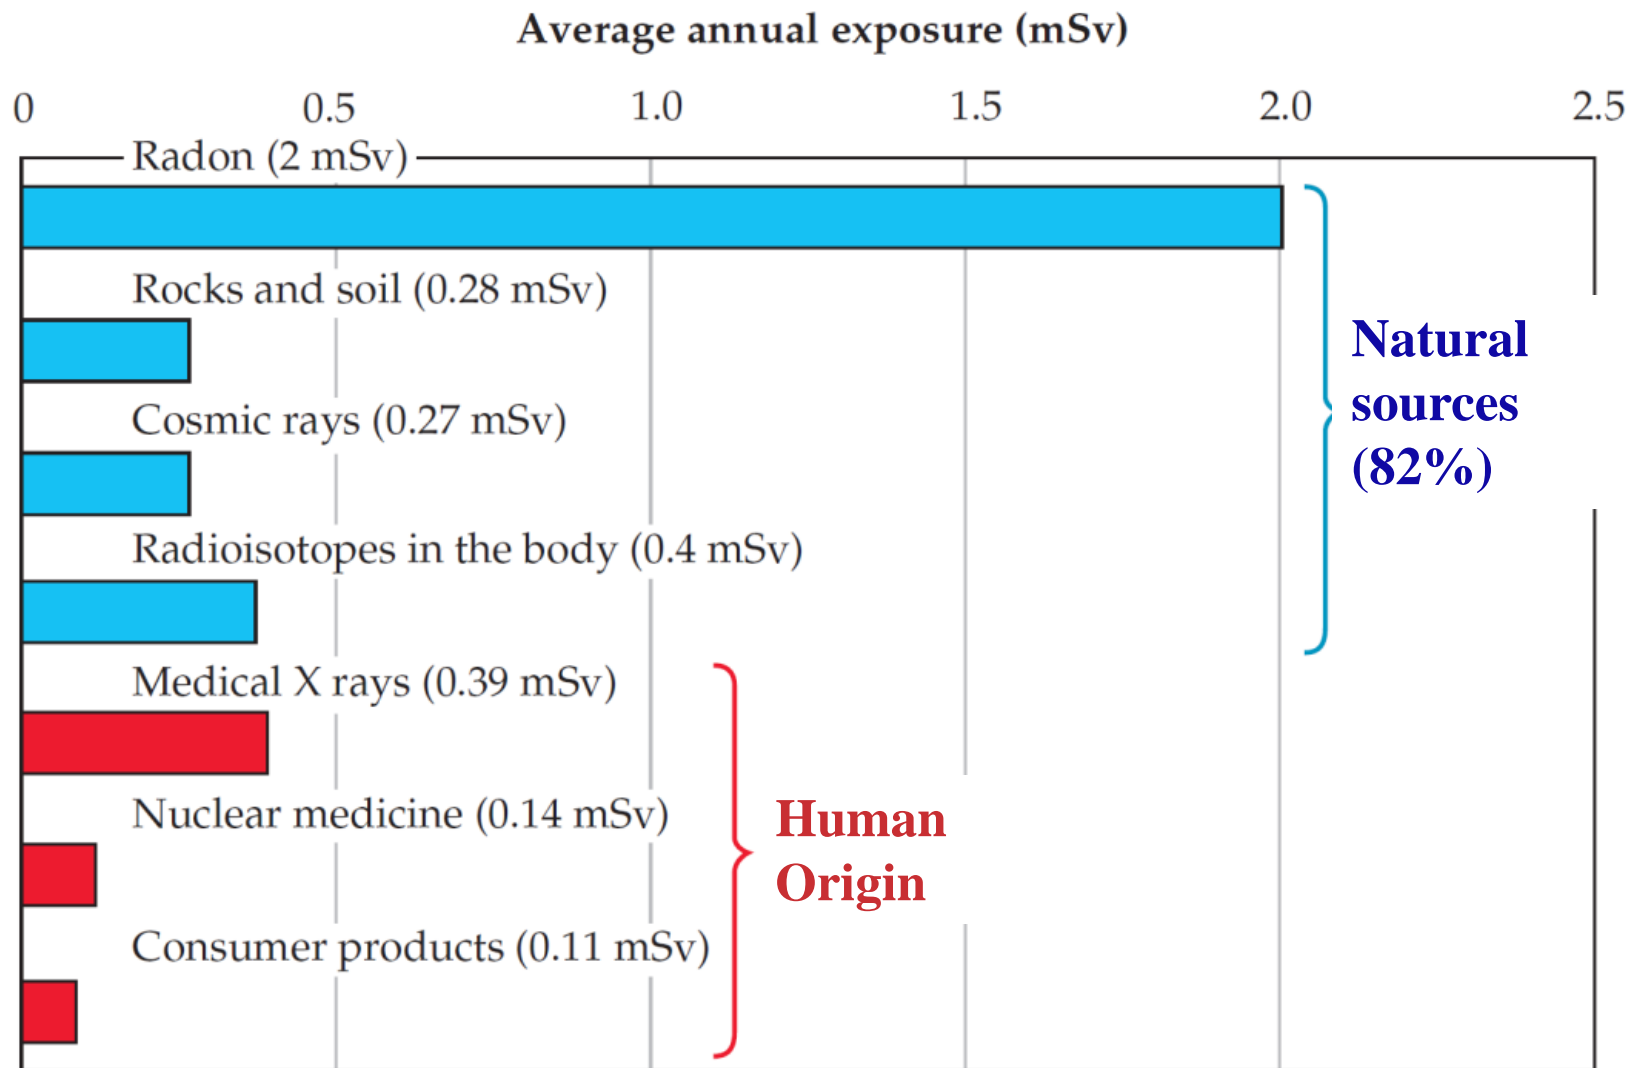 Average annual exposure (mSv)
0 0.5 1.0 1.5 2.0 2.5
Radon (2 mSv)
Rocks and soil (0.28 mSv)
Cosmic rays (0.27 mSv)
Radioisotopes in the body (0.4 mSv)
Natural
sources
(82%)
Medical X rays (0.39 mSv)
Nuclear medicine (0.14 mSv)
Consumer products (0.11 mSv)
Human
Origin